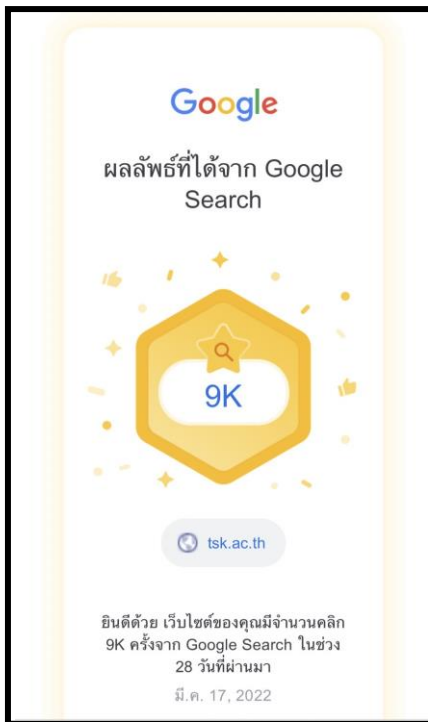 Google
ผลลัพธ์ที่ได้จาก Google
Search
9K
tsk.ac.th
ยินดีด้วย เว็บไซต์ของคุณมีจำนวนคลิก
9K ครั้งจาก Google Search ในช่วง
28 วันที่ผ่านมา
มี.ค. 17, 2022